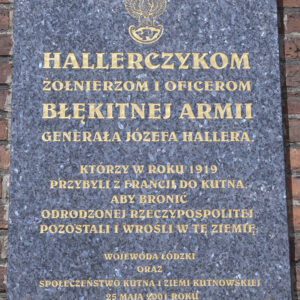 HALLERCZYKOM
ŻOŁNIERZOM I OFICEROM
BŁĘKITNEJ ARMII
GENERAŁA JÓZEFA HALLERA,
KTÓRZY W ROKU 1919
PRZYBYLI Z FRANCJI DO KUTNA,
ABY BRONIĆ
ODRODZONEJ RZECZYPOSPOLITEJ.
POZOSTALI I WROŚLI W TĘ ZIEMIĘ.
WOJEWODA ŁÓDZKI
ORAZ
SPOŁECZEŃSTWO KUTNA I ZIEMI KUTNOWSKIEJ
25 MAJA 2001 ROKU